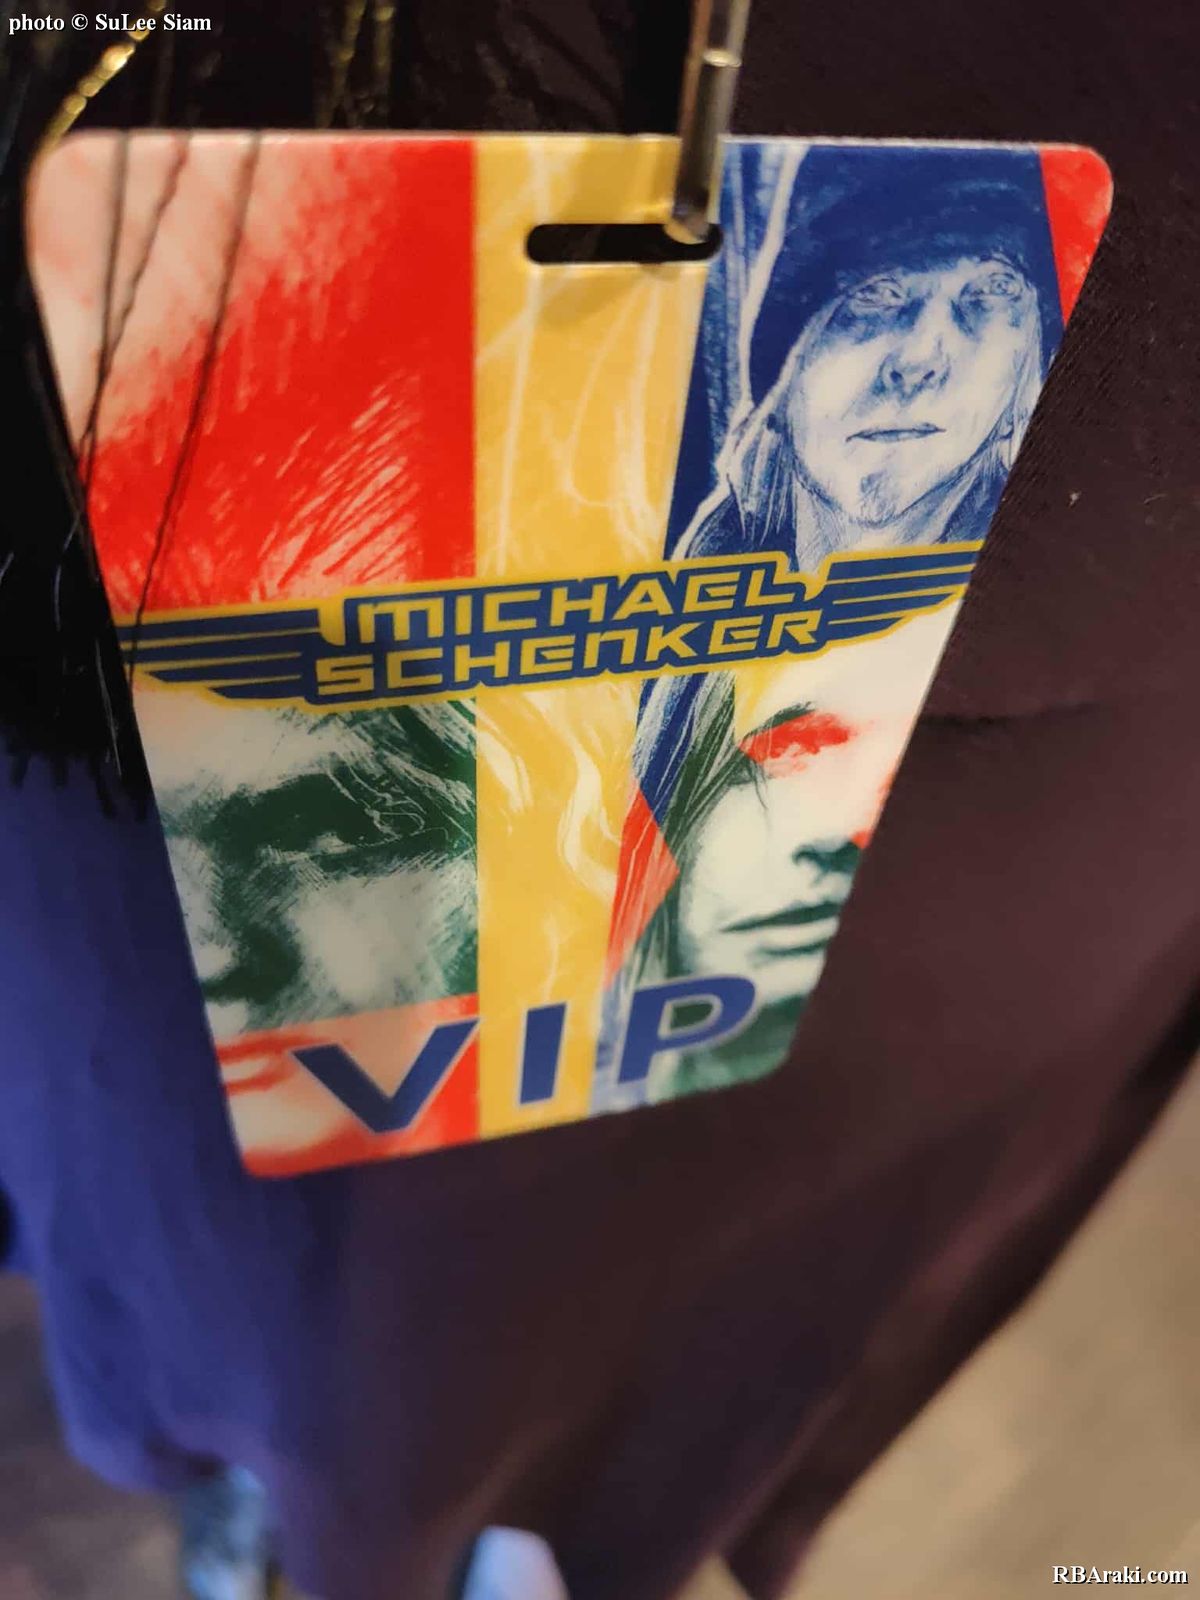 photo © SuLee Siam
MICHAEL
SCHENKER
VIP
RBAraki.com